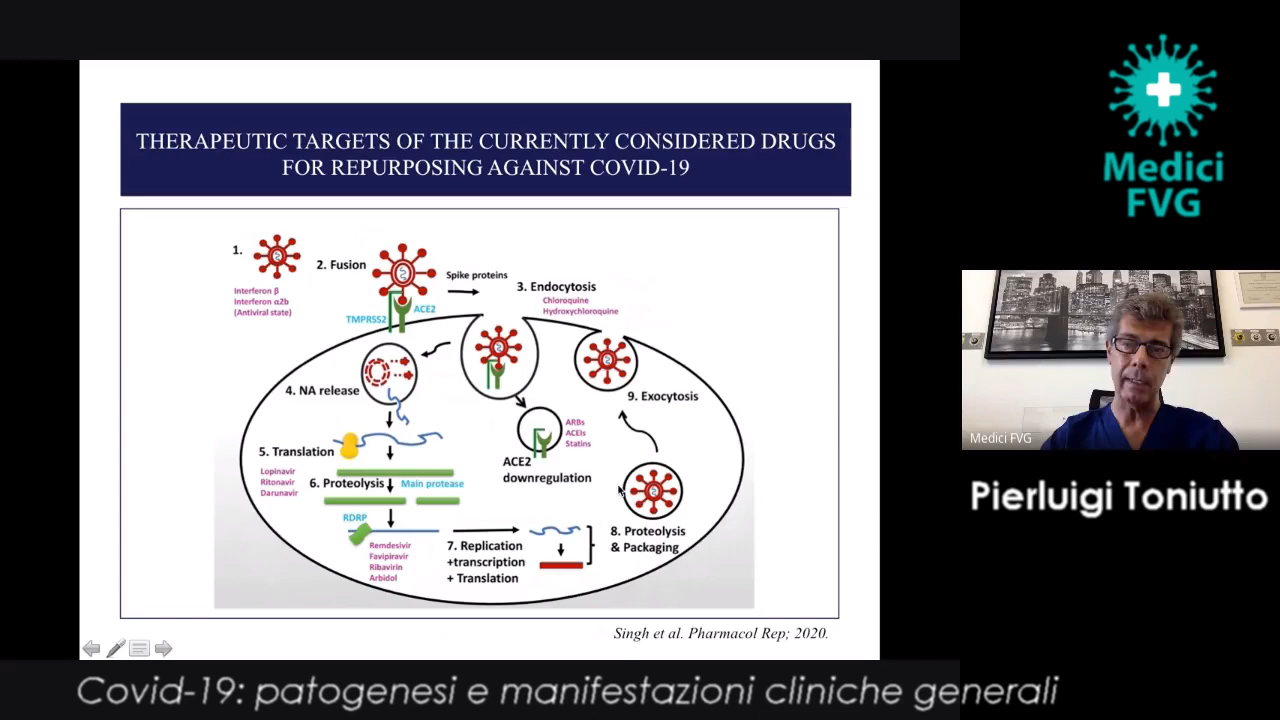 THERAPEUTIC TARGETS OF THE CURRENTLY CONSIDERED DRUGS
FOR REPURPOSING AGAINST COVID-19
1.
Interferon β
Interferon α2b
(Antiviral state)
2. Fusion
Spike proteins
TMPRSS2
ACE2
3. Endocytosis
Chloroquine
Hydroxychloroquine
4. NA release
5. Translation
Lopinavir
Ritonavir
Darunavir
6. Proteolysis
Main protease
RDRP
Remdesivir
Favipiravir
Ribavirin
Arbidol
7. Replication
+transcription
+ Translation
ARBs
ACEIs
Statins
ACE2
downregulation
8. Proteolysis
& Packaging
9. Exocytosis
Singh et al. Pharmacol Rep; 2020.
Medici
FVG
Medici FVG
Pierluigi Toniutto
Covid-19: patogenesi e manifestazioni cliniche generali